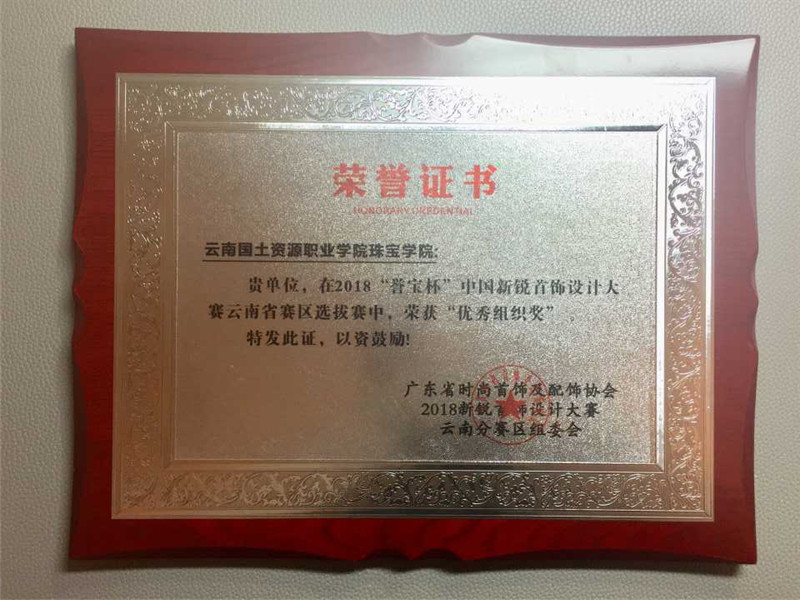 荣誉证书
HONORARY CREDENTIAL
云南国土资源职业学院珠宝学院:
贵单位，在2018“誉宝杯”中国新锐首饰设计大
赛云南省赛区选拔赛中，荣获“优秀组织奖”。
特发此证，以资鼓励!
广东省时尚首饰及配饰协会
2018新锐首饰设计大赛
云南分赛区组委会